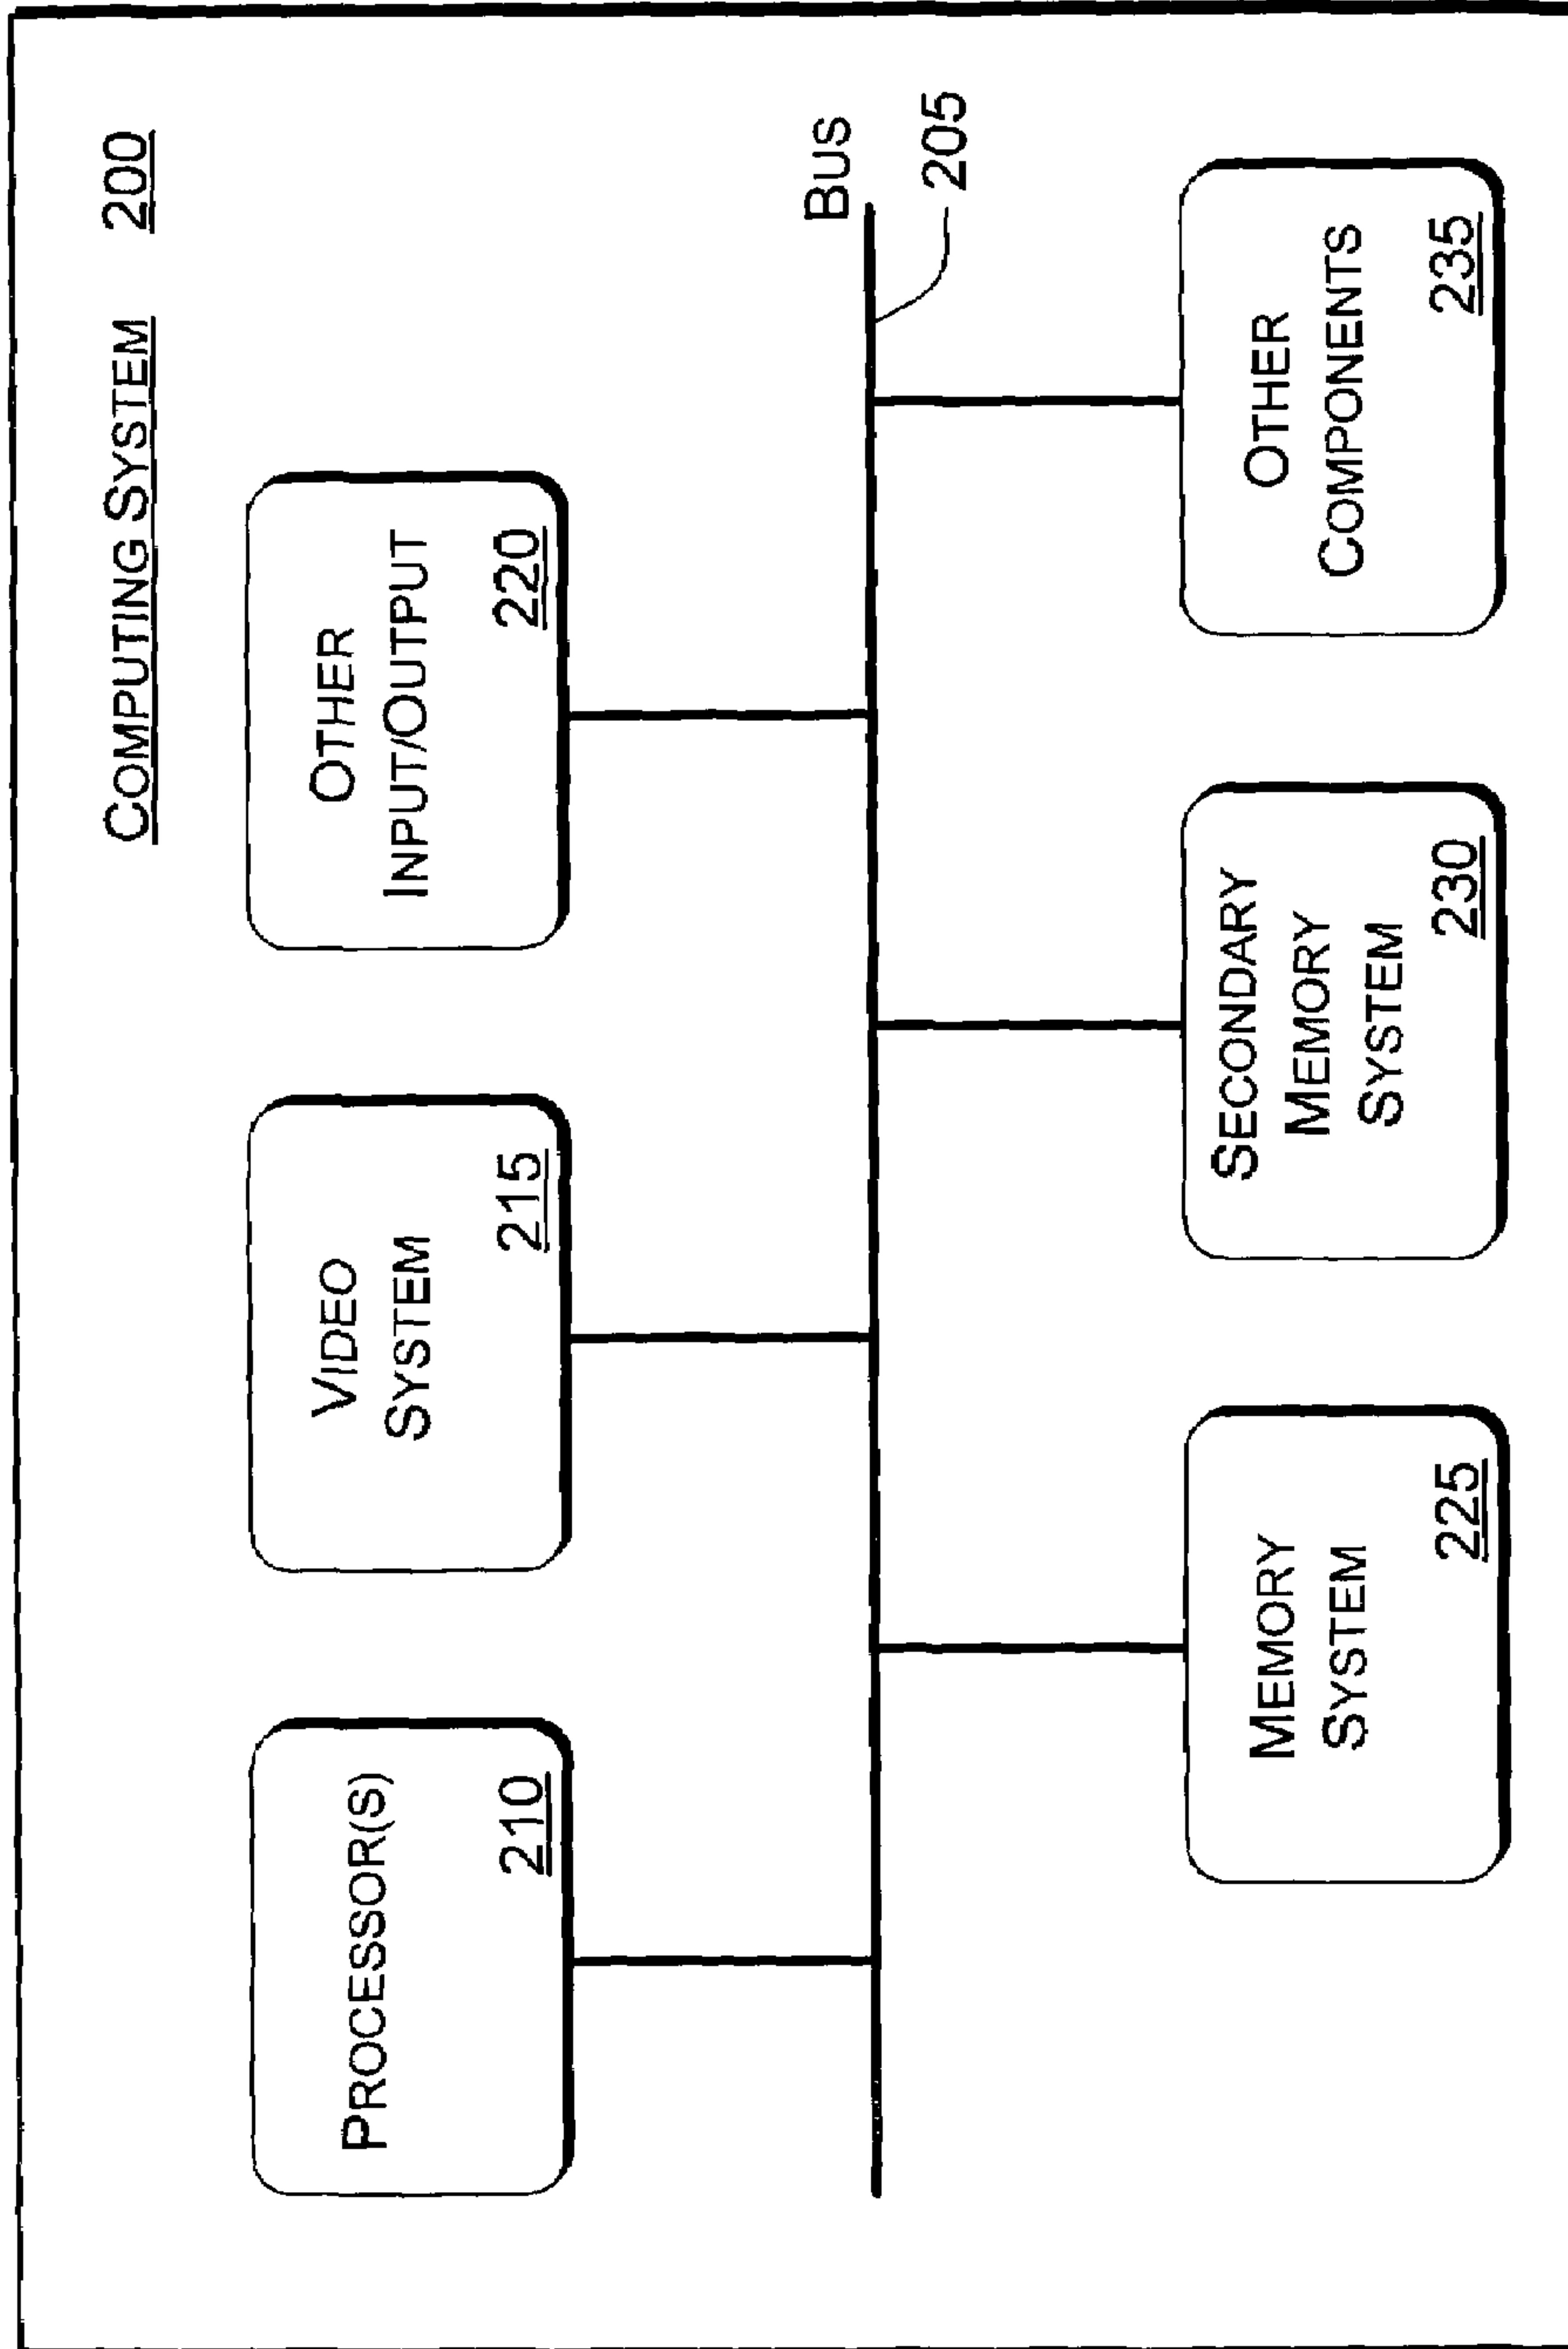 COMPUTING SYSTEM 200
PROCESSOR(S)
210
VIDEO
SYSTEM
215
OTHER
INPUT/OUTPUT
220
BUS
205
MEMORY
SYSTEM
225
SECONDARY
MEMORY
SYSTEM
230
OTHER
COMPONENTS
235